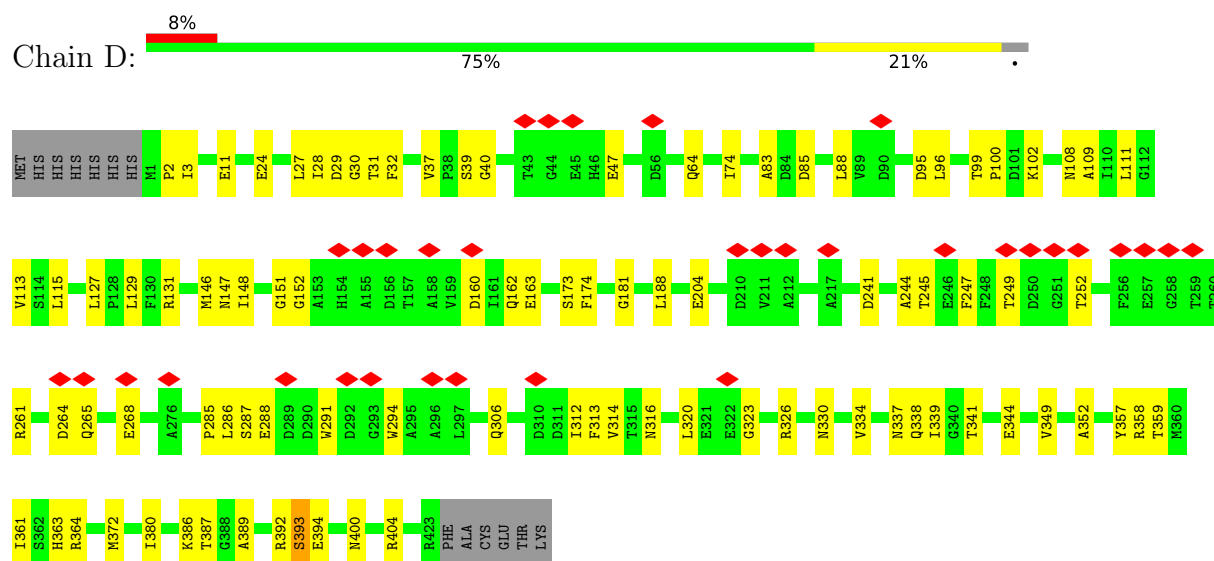 8%
Chain D:
75% 21% •
MET HIS HIS HIS HIS HIS HIS M1 P2 I3 E11 E24 L27 I28 D29 G30 T31 F32 V37 P38 S39 G40 T43 G44 E45 H46 E47 D56 Q64 I74 A83 D84 D85 L88 V89 D90 D95 L96 T99 P100 D101 K102 N108 A109 I110 L111 G112
V113 S114 L115 L127 P128 L129 F130 R131 M146 N147 I148 G151 G152 A153 H154 A155 D156 T157 A158 V159 D160 I161 Q162 E163 S173 F174 G181 L188 E204 D210 V211 A212 A217 D241 A244 T245 E246 F247 F248 T249 D250 G251 T252 F256 E257 G258 T259 T260
R261 D264 Q265 E268 A276 P285 L286 S287 E288 D289 D290 W291 D292 G293 W294 A295 A296 L297 Q306 D310 D311 I312 F313 V314 T315 N316 L320 E321 E322 G323 R326 N330 V334 N337 Q338 I339 G340 T341 E344 V349 A352 Y357 R358 T359 M360
I361 S362 H363 R364 M372 I380 K386 T387 G388 A389 R392 S393 E394 N400 R404 R423 PHE ALA CYS GLU THR LYS